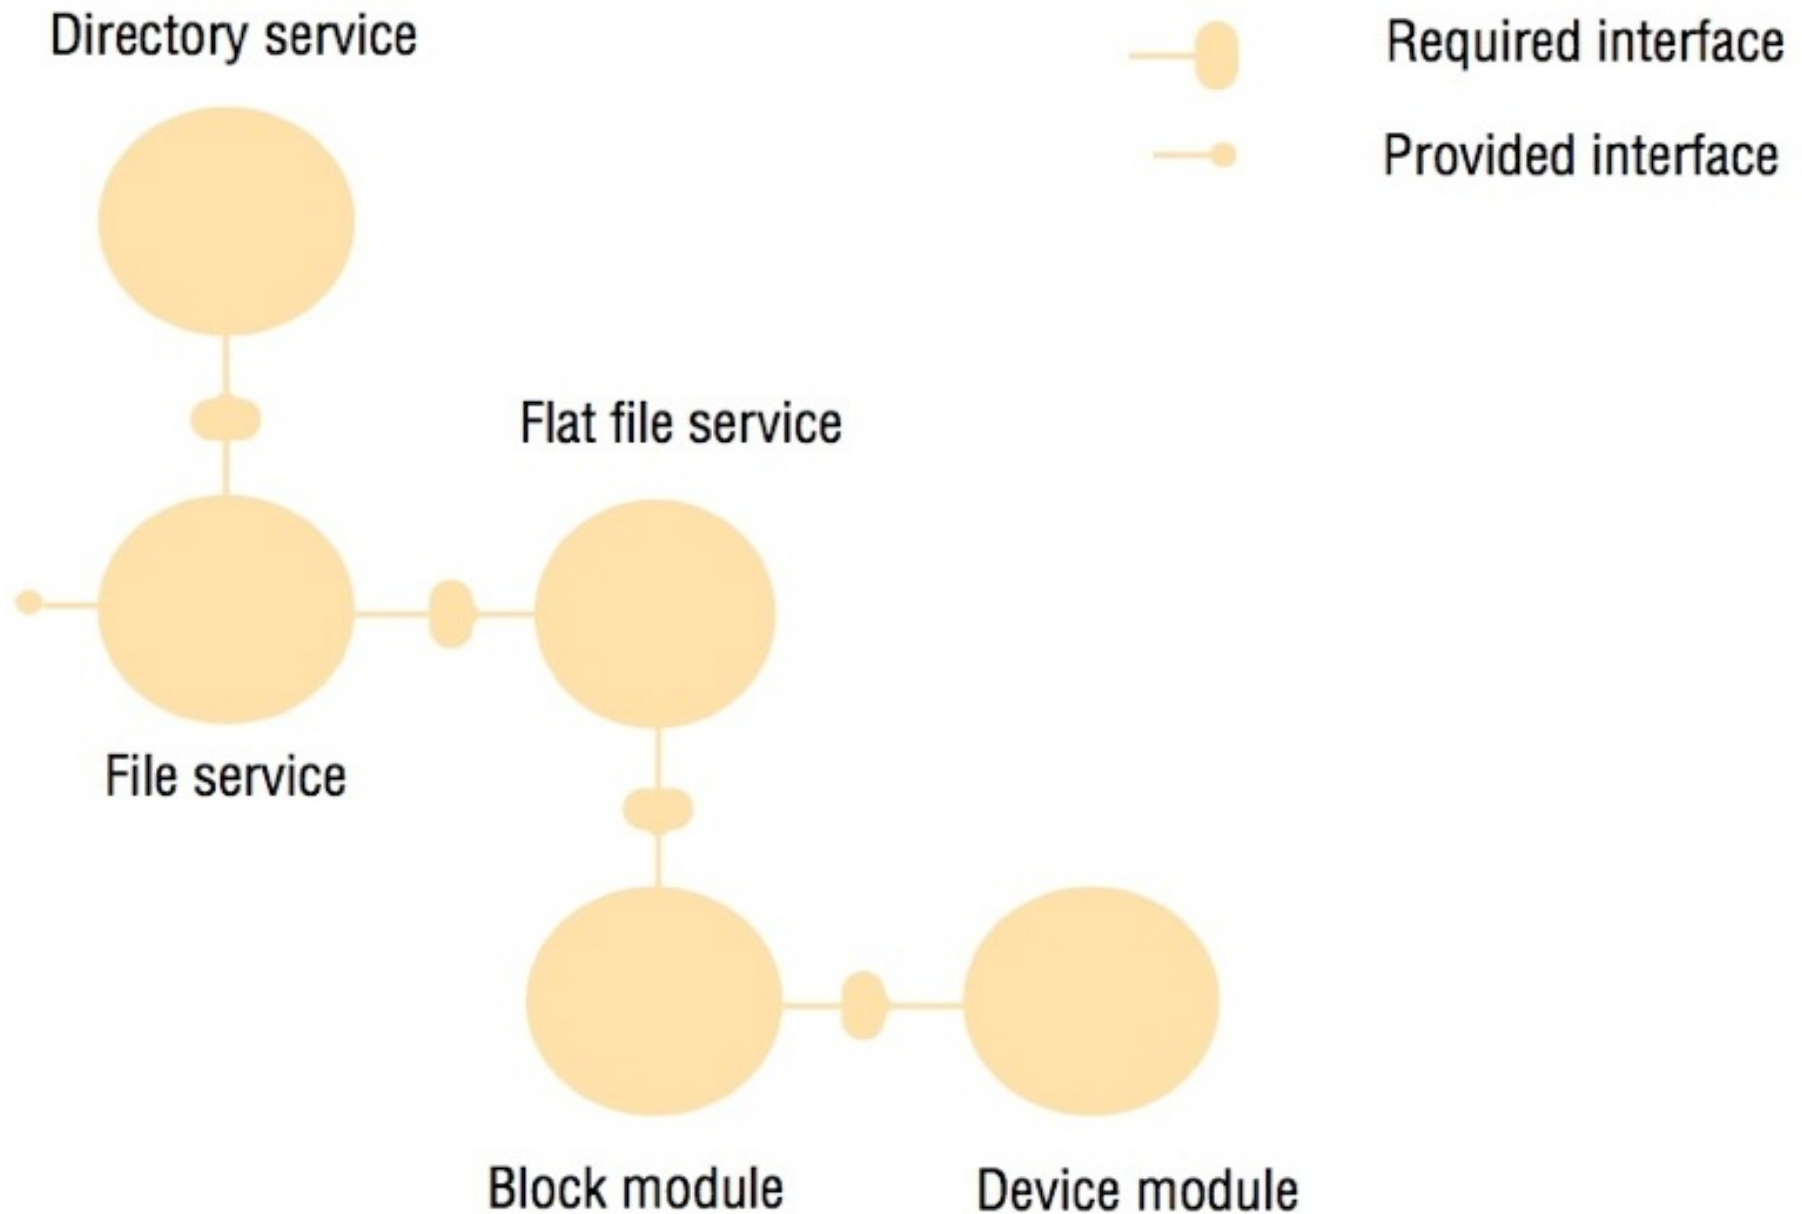 Directory service
Required interface
Provided interface
Flat file service
File service
Block module
Device module